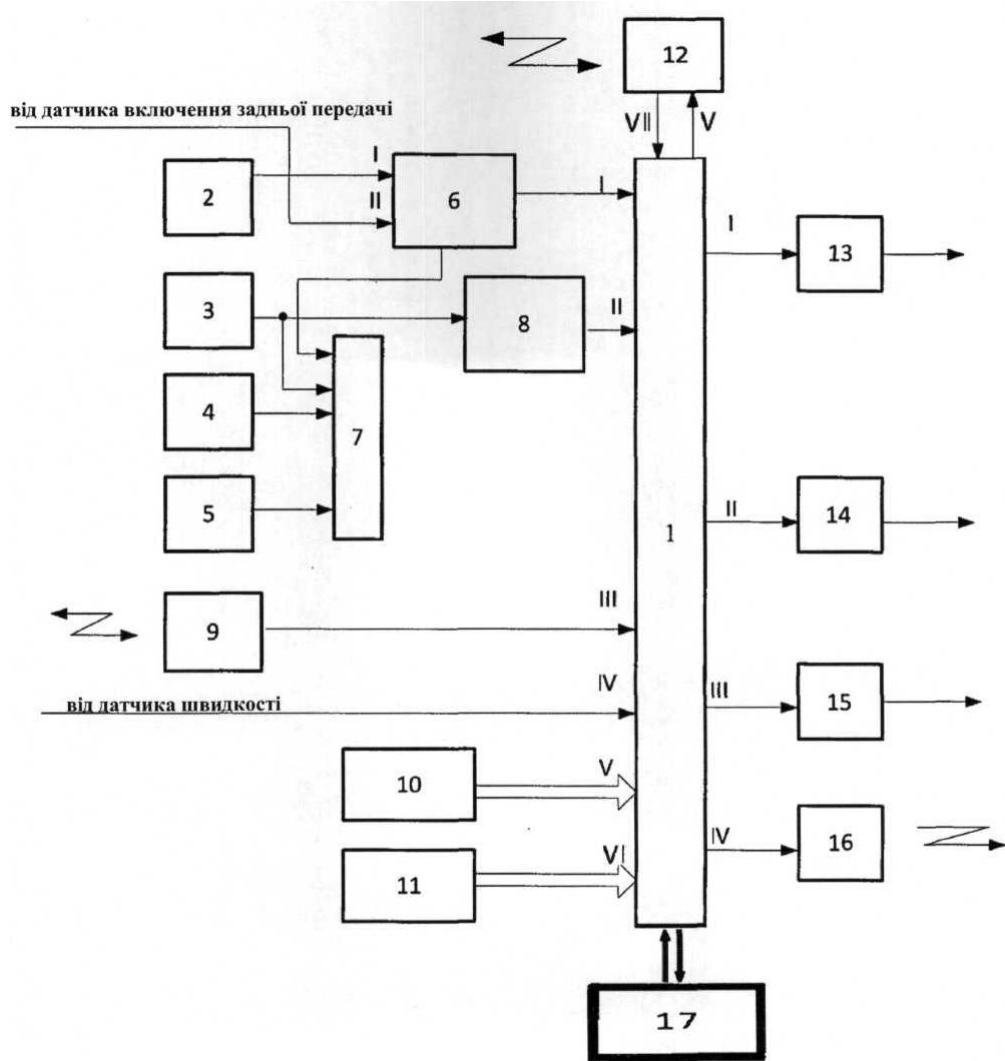 12
від датчика включення задньої передачі
VII
V
I
2
II
6
I
I
13
3
8
II
4
7
5
II
14
1
III
9
IV
III
15
від датчика швидкості
V
10
IV
16
VI
11
17